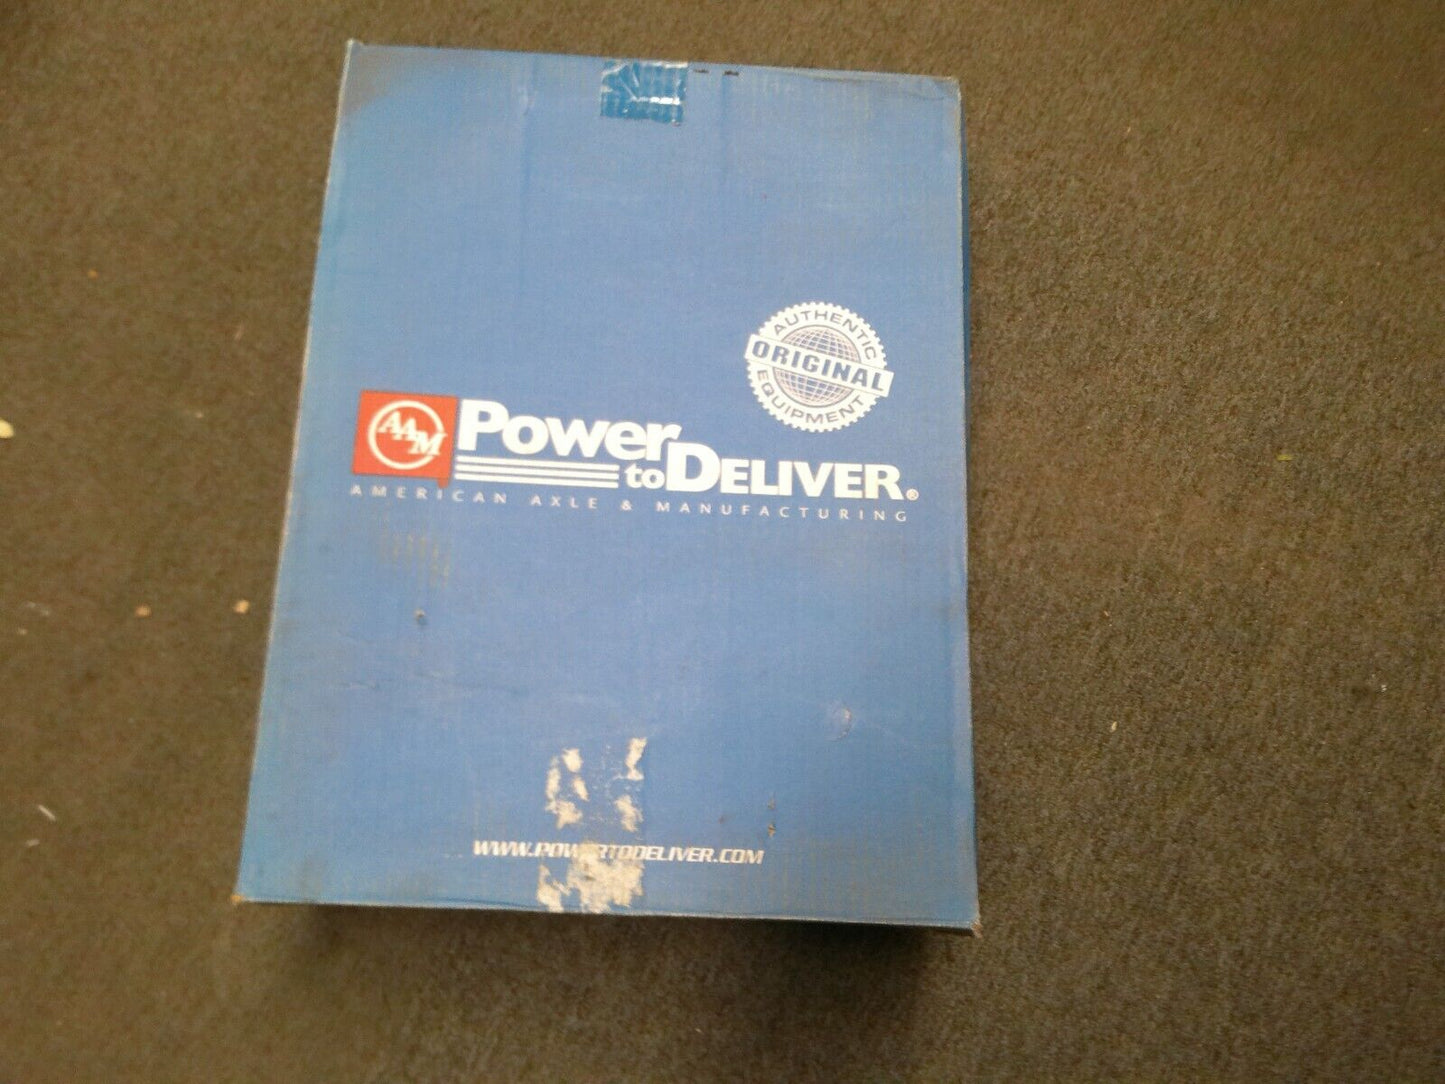 AUTHENTIC
ORIGINAL
EQUIPMENT
AAM
Power
to DELIVER®
AMERICAN AXLE & MANUFACTURING
WWW.POWERTODELIVER.COM